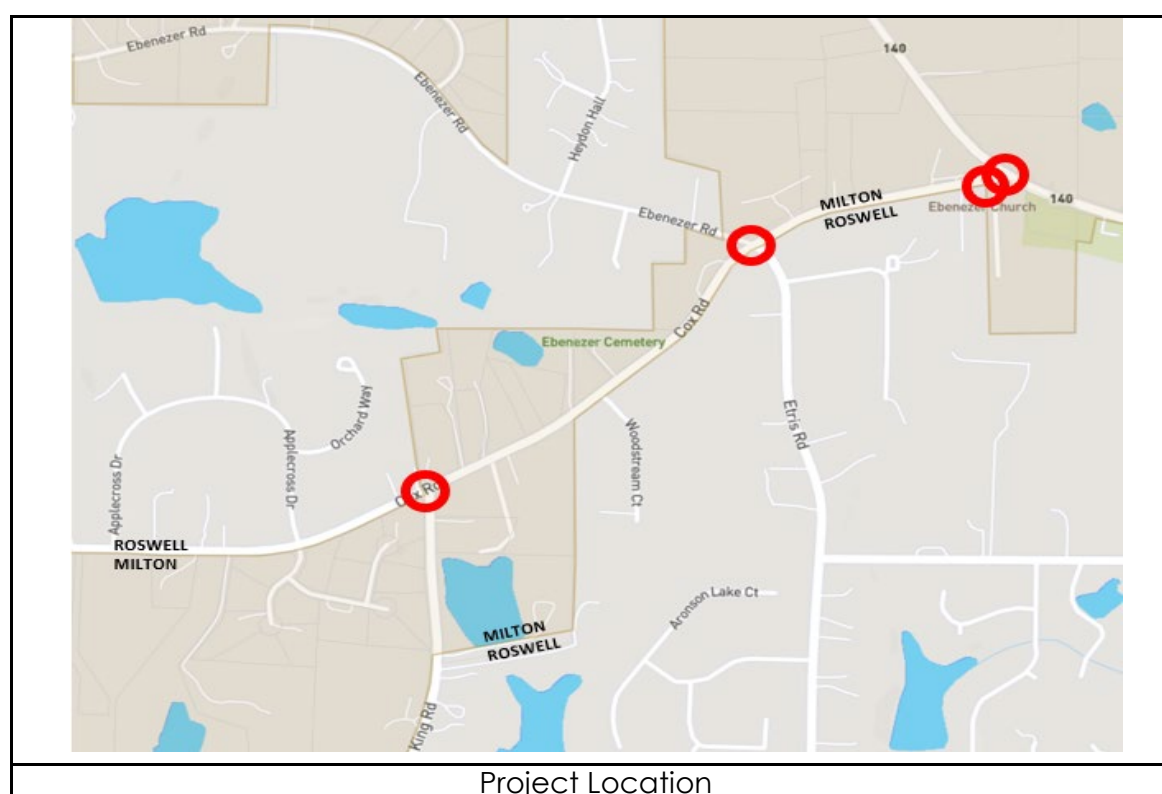 Ebenezer Rd
140
Ebenezer Rd
Heydon Hall
MILTON
ROSWELL
Ebenezer Church
140
Ebenezer Rd
Cox Rd
Ebenezer Cemetery
Orchard Way
Etris Rd
Woodstream Ct
Applecross Dr
Applecross Dr
Cox Rd
ROSWELL
MILTON
Aronson Lake Ct
MILTON
ROSWELL
King Rd
Project Location